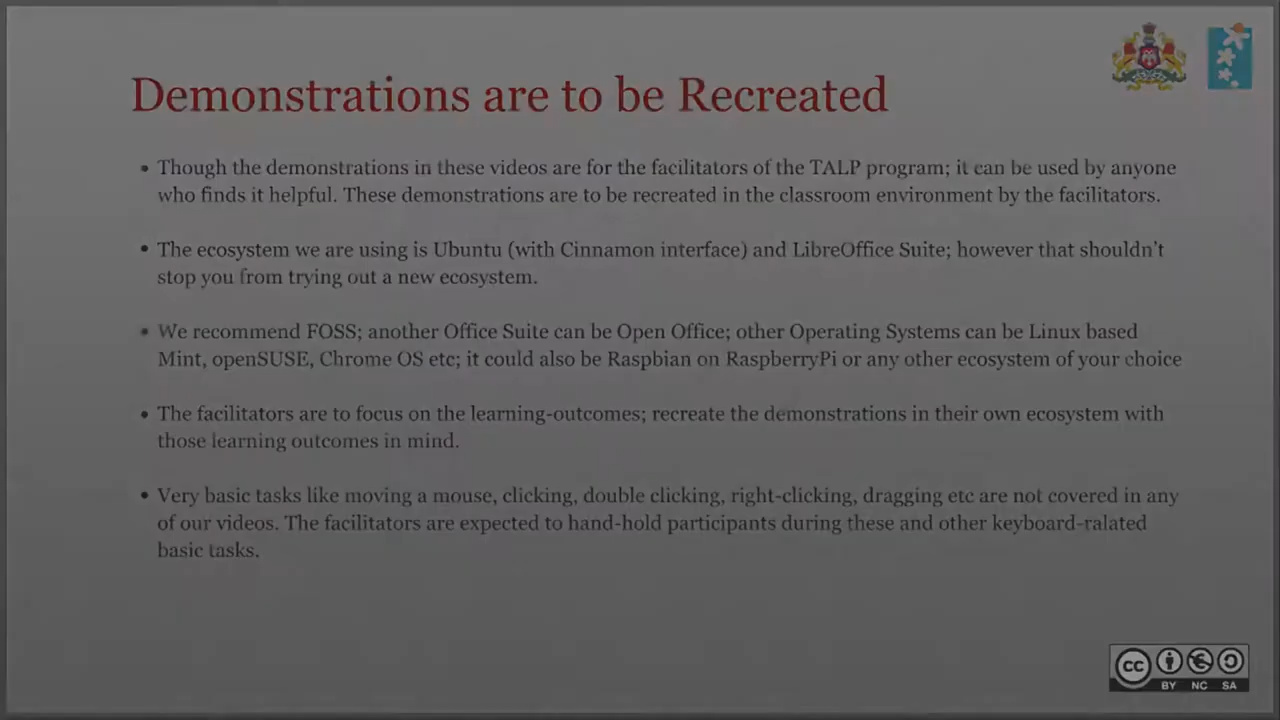 Demonstrations are to be Recreated
• Though the demonstrations in these videos are for the facilitators of the TALP program; it can be used by anyone
who finds it helpful. These demonstrations are to be recreated in the classroom environment by the facilitators.
• The ecosystem we are using is Ubuntu (with Cinnamon interface) and LibreOffice Suite; however that shouldn't
stop you from trying out a new ecosystem.
• We recommend FOSS; another Office Suite can be Open Office; other Operating Systems can be Linux based
Mint, openSUSE, Chrome OS etc; it could also be Raspbian on RaspberryPi or any other ecosystem of your choice
• The facilitators are to focus on the learning-outcomes; recreate the demonstrations in their own ecosystem with
those learning outcomes in mind.
• Very basic tasks like moving a mouse, clicking, double clicking, right-clicking, dragging etc are not covered in any
of our videos. The facilitators are expected to hand-hold participants during these and other keyboard-ralated
basic tasks.
cc
BY NC SA